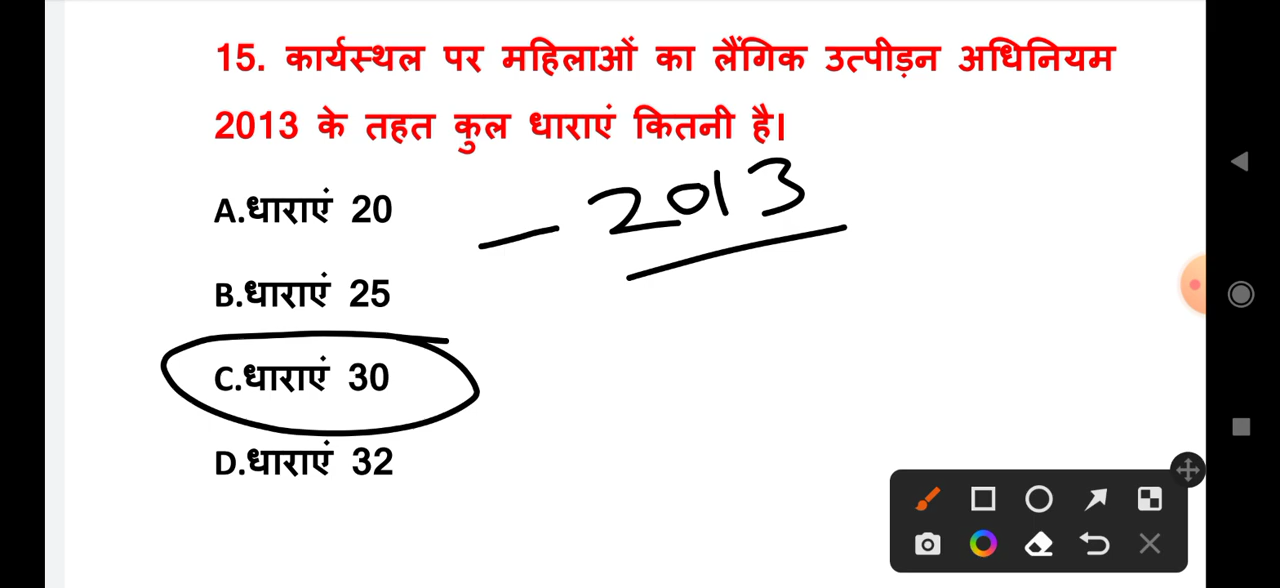 15. कार्यस्थल पर महिलाओं का लैंगिक उत्पीड़न अधिनियम
2013 के तहत कुल धाराएं कितनी है।
A.धाराएं 20
2013
B.धाराएं 25
C.धाराएं 30
D.धाराएं 32